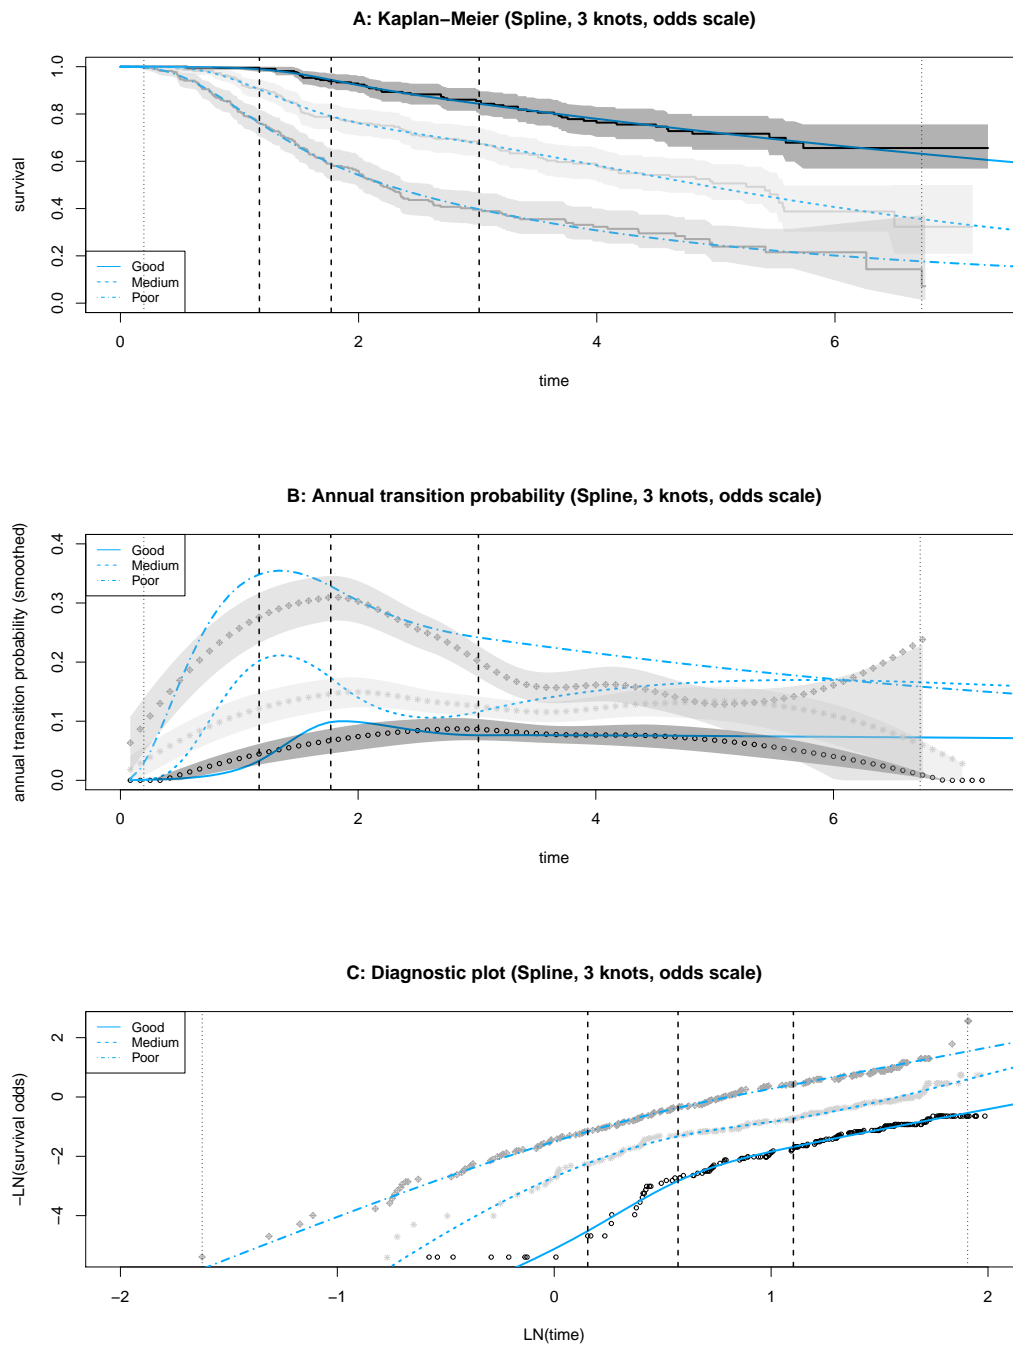 A: Kaplan−Meier (Spline, 3 knots, odds scale)
survival
1.0
0.8
0.6
0.4
0.2
0.0
Good
Medium
Poor
0 2 4 6
time
B: Annual transition probability (Spline, 3 knots, odds scale)
annual transition probability (smoothed)
0.4
0.3
0.2
0.1
0.0
Good
Medium
Poor
0 2 4 6
time
C: Diagnostic plot (Spline, 3 knots, odds scale)
−LN(survival odds)
2
0
−2
−4
Good
Medium
Poor
−2 −1 0 1 2
LN(time)